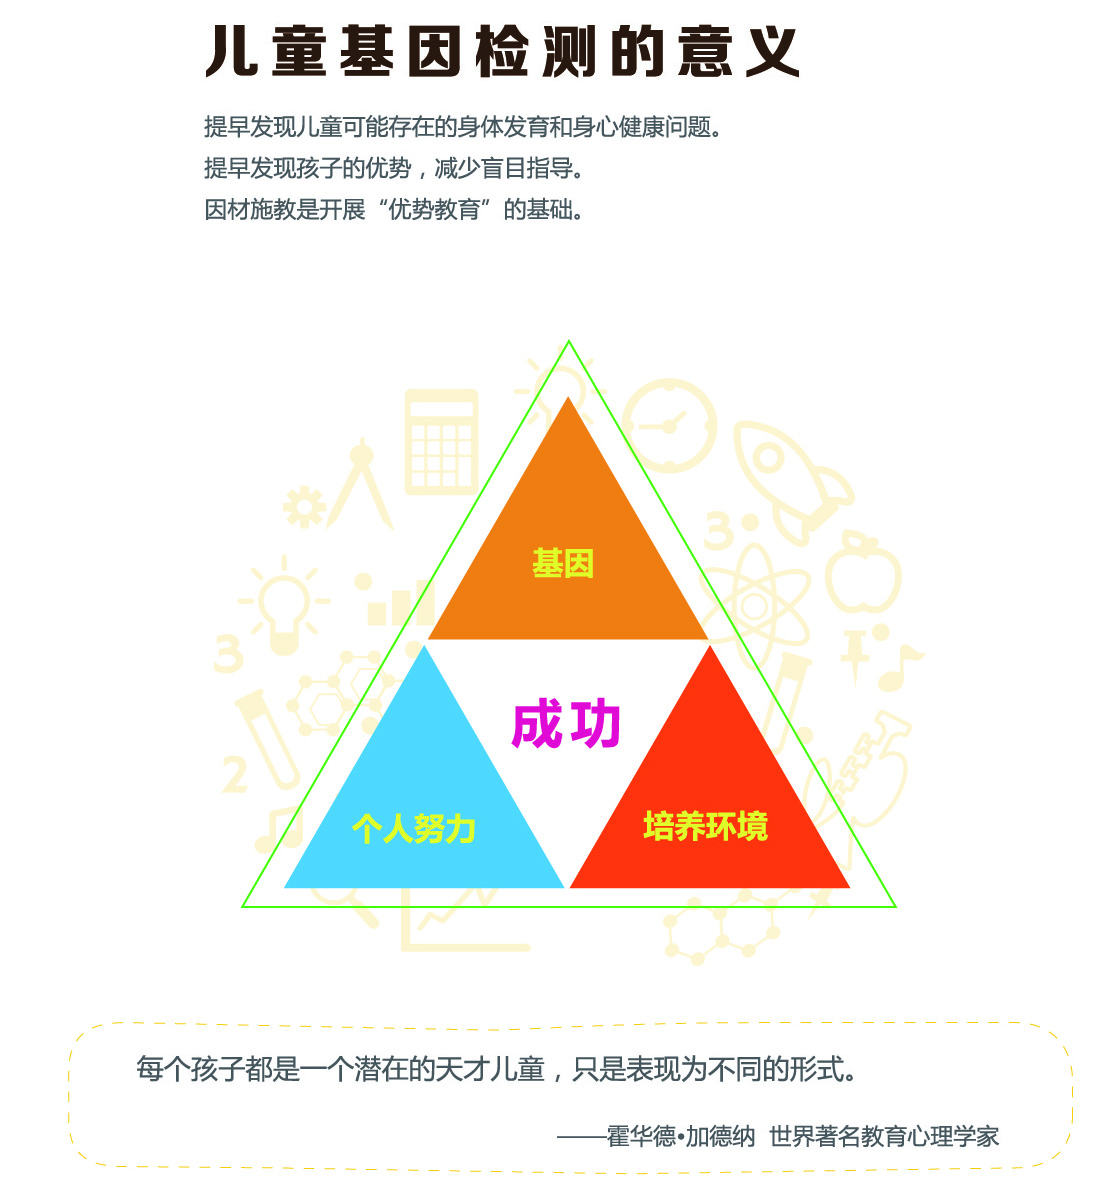 儿童基因检测的意义
提早发现儿童可能存在的身体发育和身心健康问题。
提早发现孩子的优势，减少盲目指导。
因材施教是开展“优势教育”的基础。
3
基因
3
成功
2
个人努力
培养环境
每个孩子都是一个潜在的天才儿童，只是表现为不同的形式。
——霍华德•加德纳 世界著名教育心理学家